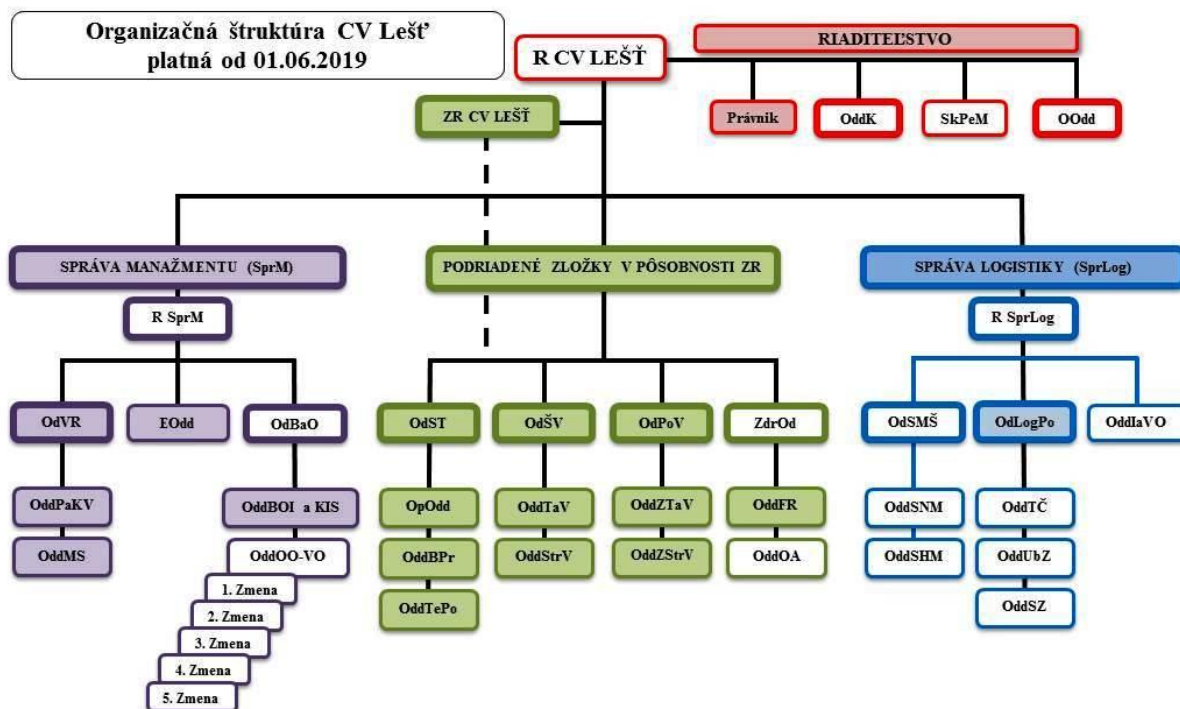 Organizačná štruktúra CV Lešť
platná od 01.06.2019
R CV LEŠŤ
RIADITEĽSTVO
Právnik
OddK
SkPeM
OOdd
ZR CV LEŠŤ
SPRÁVA MANAŽMENTU (SprM)
PODRIADENÉ ZLOŽKY V PÔSOBNOSTI ZR
SPRÁVA LOGISTIKY (SprLog)
R SprM
R SprLog
OdVR
EOdd
OdBaO
OdST
OdŠV
OdPoV
ZdrOd
OdSMŠ
OdLogPo
OddIaVO
OddPaKV
OddBOI a KIS
OpOdd
OddTaV
OddZTaV
OddFR
OddSNM
OddTČ
OddMS
OddOO-VO
OddBPr
OddStrV
OddZStrV
OddOA
OddSHM
OddUbZ
1. Zmena
OddTePo
OddSZ
2. Zmena
3. Zmena
4. Zmena
5. Zmena